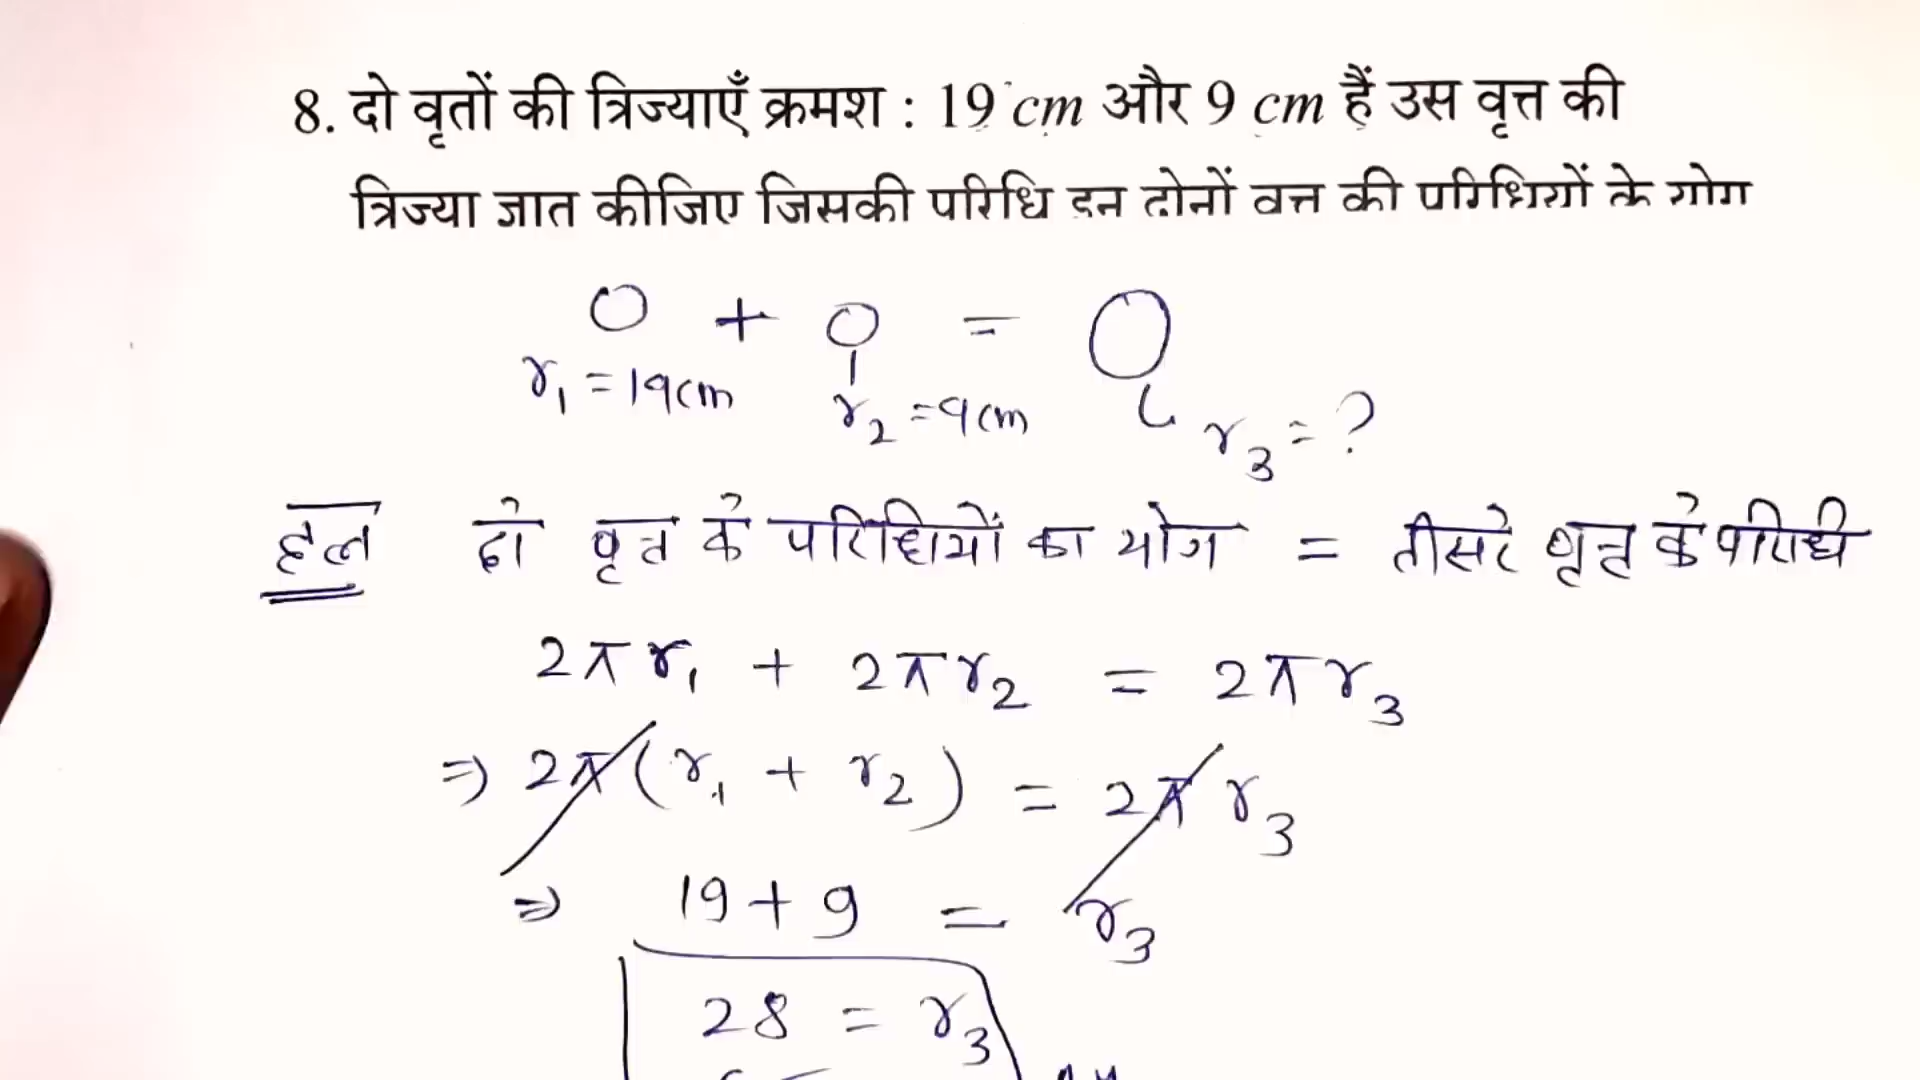 8. दो वृतों की त्रिज्याएँ क्रमश : 19 cm और 9 cm हैं उस वृत्त की
त्रिज्या ज्ञात कीजिए जिसकी परिधि इन दोनों वृत्त की परिधियों के योग
O + O = O
r₁ = 19cm r₂ = 9cm r₃ = ?
हल दो वृत के परिधियों का योग = तीसरे वृत्त के परिधी
2πr₁ + 2πr₂ = 2πr₃
⇒ 2π(r₁ + r₂) = 2πr₃
⇒ 19 + 9 = r₃
28 = r₃